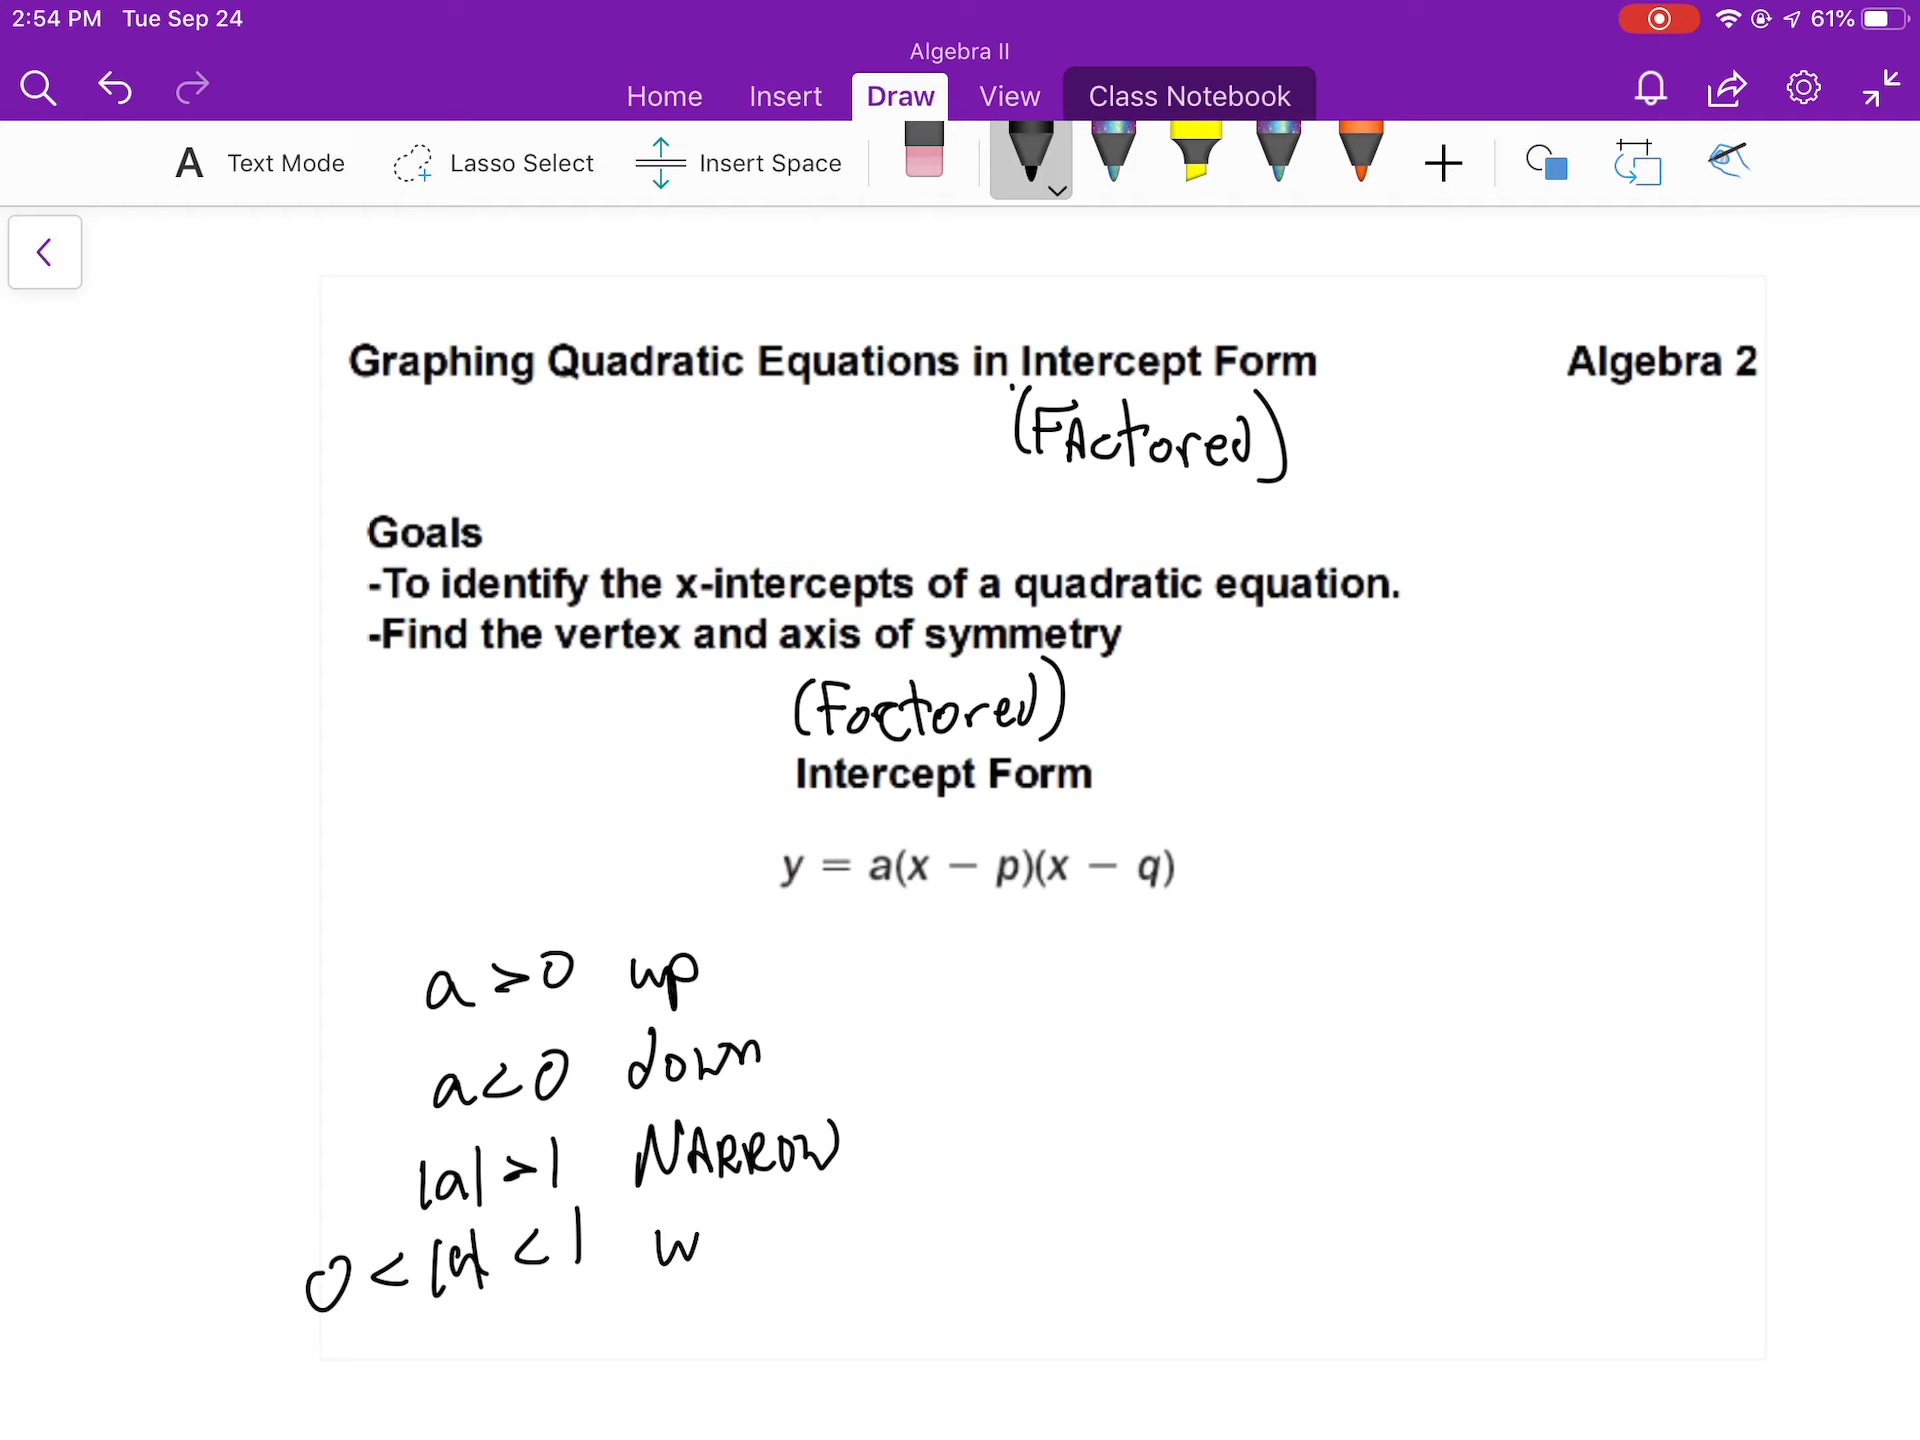 2:54 PM Tue Sep 24 61%
Algebra II
Home Insert Draw View Class Notebook
A Text Mode Lasso Select Insert Space
Graphing Quadratic Equations in Intercept Form Algebra 2
(FActored)
Goals
-To identify the x-intercepts of a quadratic equation.
-Find the vertex and axis of symmetry
(Factored)
Intercept Form
y = a(x − p)(x − q)
a > 0 up
a < 0 down
|a| > 1 NARROW
0 < |a| < 1 w